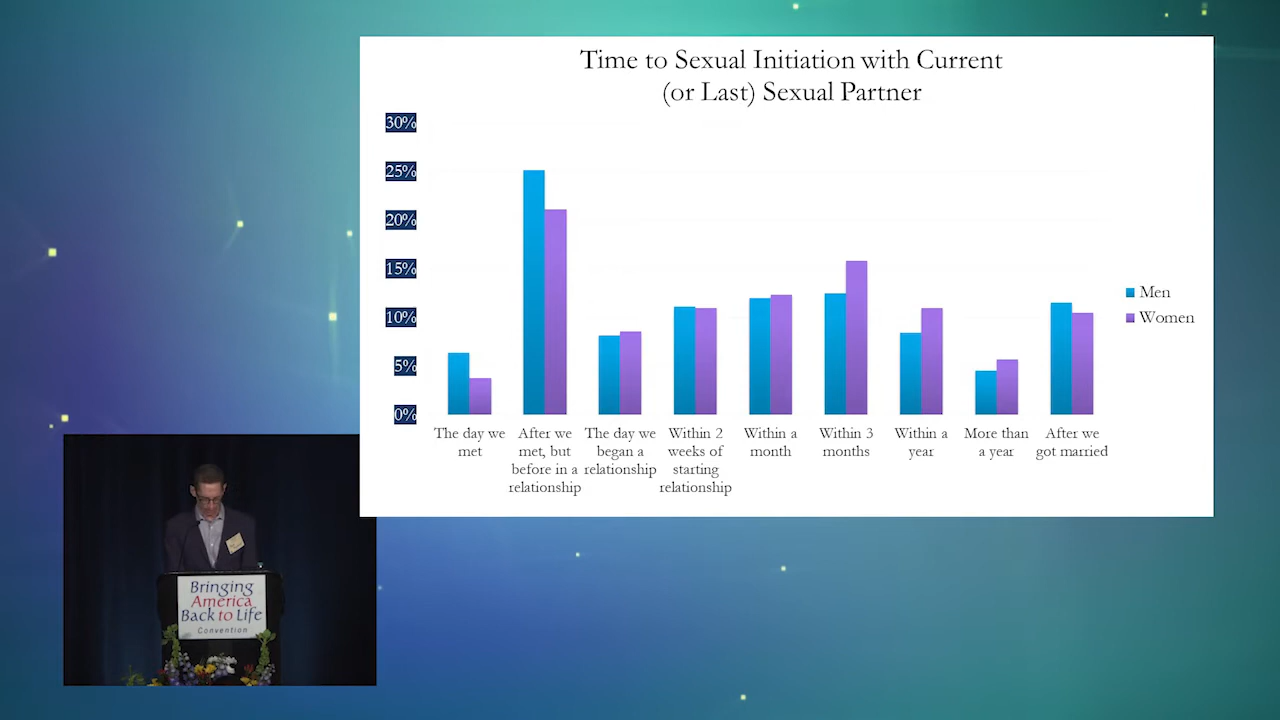 Time to Sexual Initiation with Current
(or Last) Sexual Partner
30%
25%
20%
15%
10%
5%
0%
The day we
met
After we
met, but
before in a
relationship
The day we
began a
relationship
Within 2
weeks of
starting
relationship
Within a
month
Within 3
months
Within a
year
More than
a year
After we
got married
Men
Women
Bringing
America
Back to Life
Convention